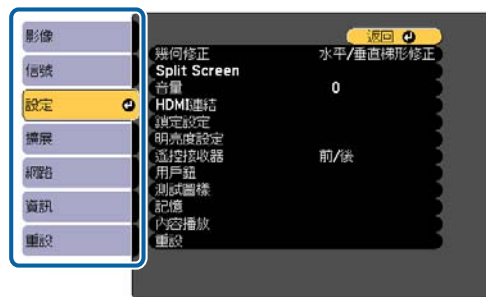 影像
信號
設定
擴展
網路
資訊
重設
返回
幾何修正 水平/垂直梯形修正
Split Screen
音量 0
HDMI連結
鎖定設定
明亮度設定
遙控接收器 前/後
用戶鈕
測試圖樣
記憶
內容播放
重設